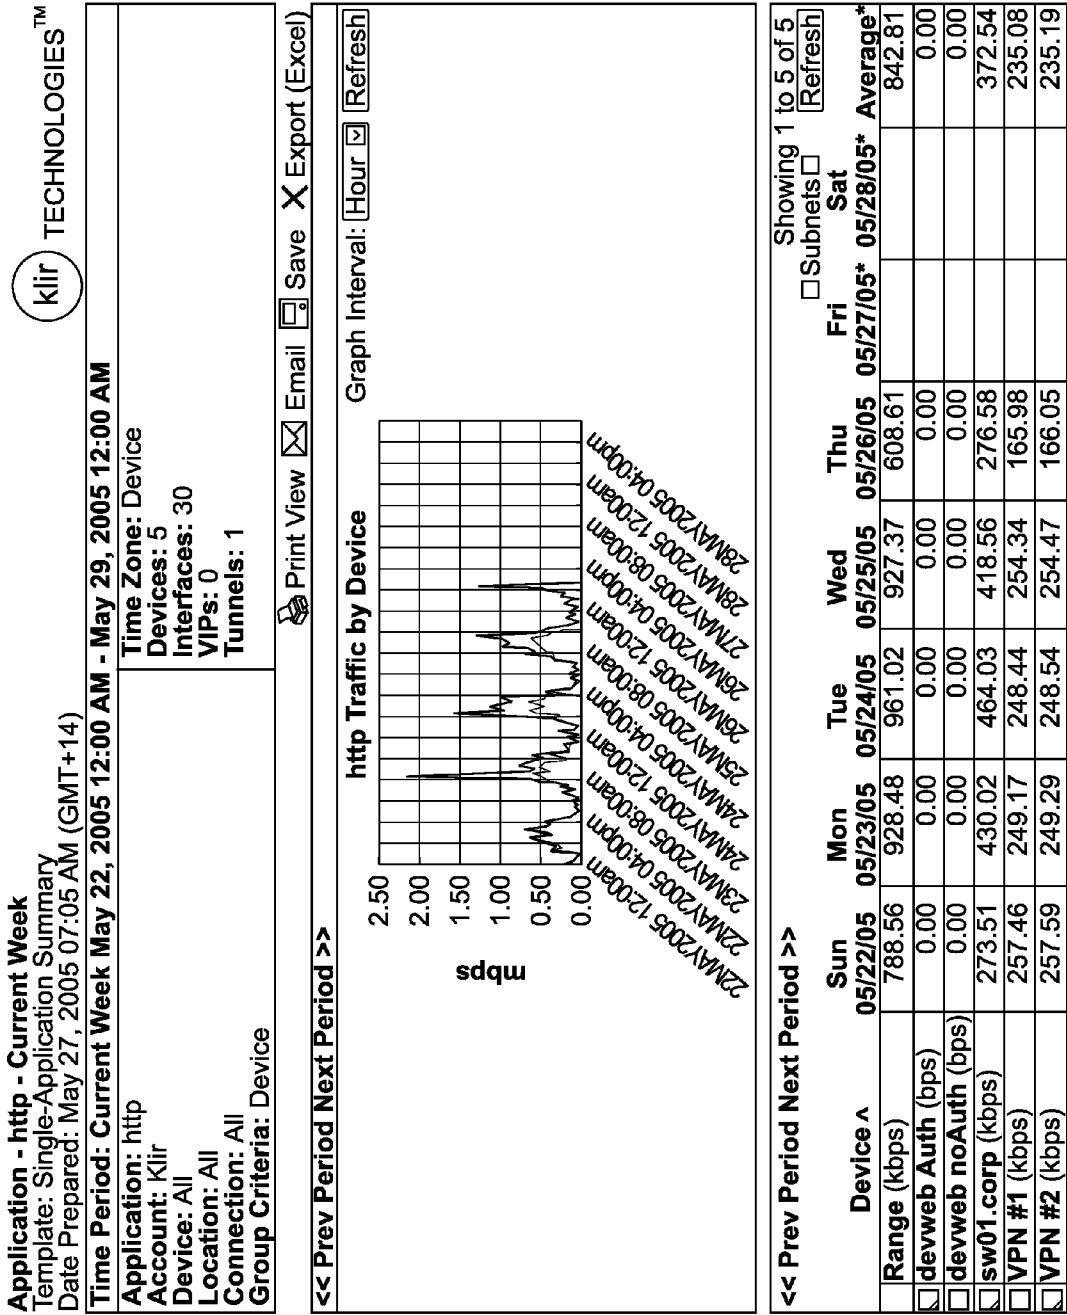 Application - http - Current Week
Template: Single-Application Summary
Date Prepared: May 27, 2005 07:05 AM (GMT+14)
klir TECHNOLOGIES™
Time Period: Current Week May 22, 2005 12:00 AM - May 29, 2005 12:00 AM
Application: http
Account: Klir
Device: All
Location: All
Connection: All
Group Criteria: Device
Time Zone: Device
Devices: 5
Interfaces: 30
VIPs: 0
Tunnels: 1
Print View Email Save Export (Excel)
<< Prev Period Next Period >>
Graph Interval: Hour Refresh
http Traffic by Device
mbps
2.50
2.00
1.50
1.00
0.50
0.00
22MAY2005 12:00am
22MAY2005 04:00pm
23MAY2005 08:00am
24MAY2005 12:00am
24MAY2005 04:00pm
25MAY2005 08:00am
26MAY2005 12:00am
26MAY2005 04:00pm
27MAY2005 08:00am
28MAY2005 12:00am
28MAY2005 04:00pm
<< Prev Period Next Period >>
Showing 1 to 5 of 5
Subnets Refresh
Device ^ Sun 05/22/05 Mon 05/23/05 Tue 05/24/05 Wed 05/25/05 Thu 05/26/05 Fri 05/27/05* Sat 05/28/05* Average*
Range (kbps) 788.56 928.48 961.02 927.37 608.61 842.81
devweb Auth (bps) 0.00 0.00 0.00 0.00 0.00 0.00
devweb noAuth (bps) 0.00 0.00 0.00 0.00 0.00 0.00
sw01.corp (kbps) 273.51 430.02 464.03 418.56 276.58 372.54
VPN #1 (kbps) 257.46 249.17 248.44 254.34 165.98 235.08
VPN #2 (kbps) 257.59 249.29 248.54 254.47 166.05 235.19